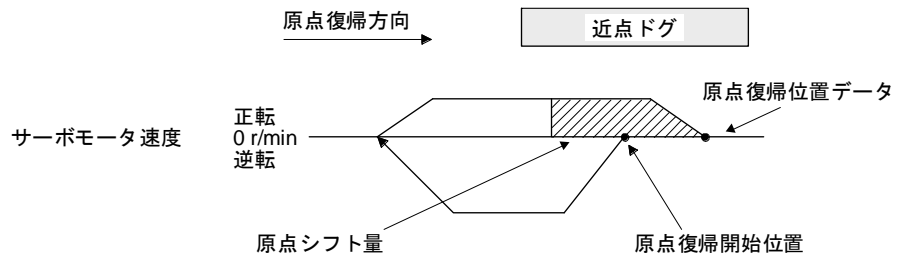 原点復帰方向
近点ドグ
原点復帰位置データ
サーボモータ速度
正転
0 r/min
逆転
原点シフト量
原点復帰開始位置